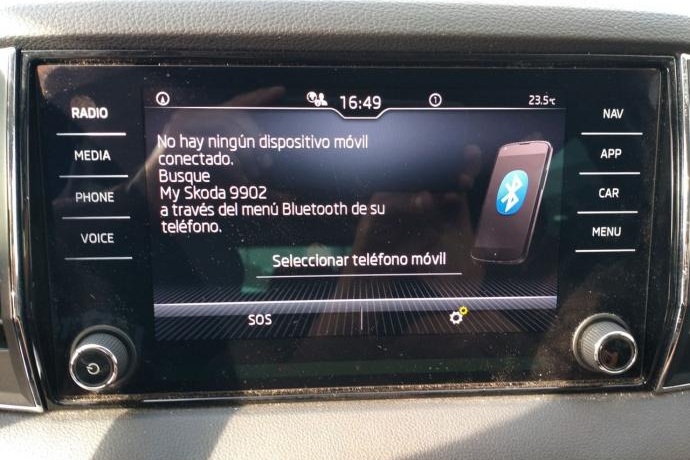 16:49
1
23.5°C
RADIO
MEDIA
PHONE
VOICE
No hay ningún dispositivo móvil
conectado.
Busque
My Skoda 9902
a través del menú Bluetooth de su
teléfono.
Seleccionar teléfono móvil
SOS
NAV
APP
CAR
MENU